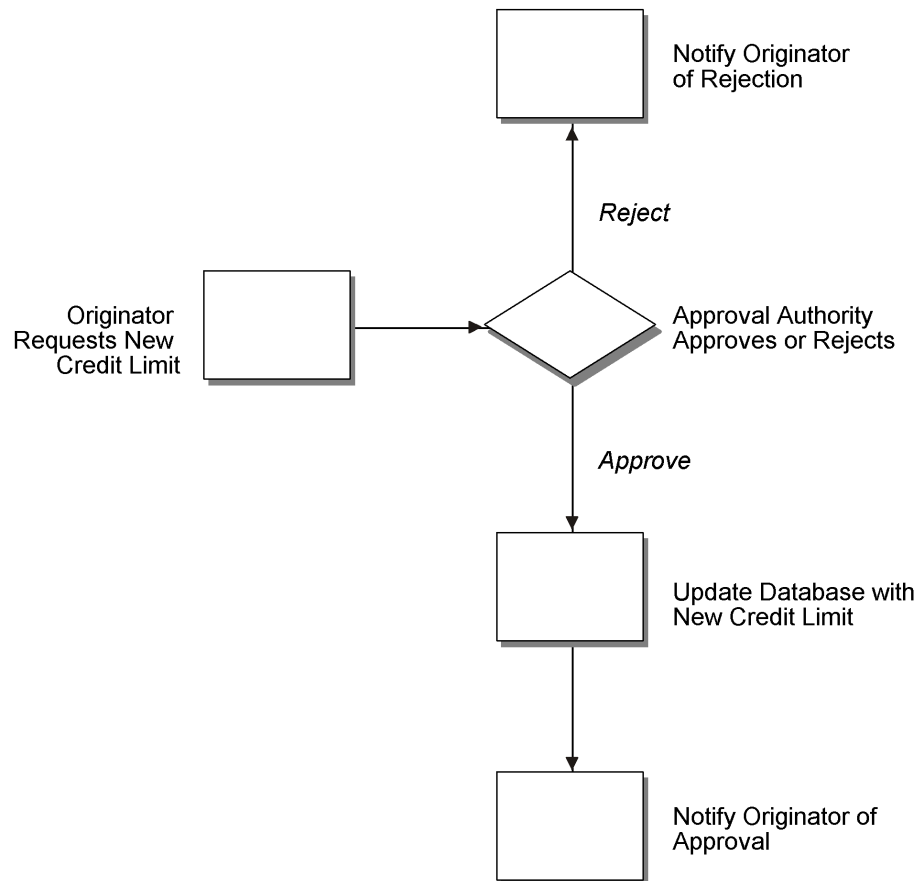 Notify Originator
of Rejection
Reject
Originator
Requests New
Credit Limit
Approval Authority
Approves or Rejects
Approve
Update Database with
New Credit Limit
Notify Originator of
Approval